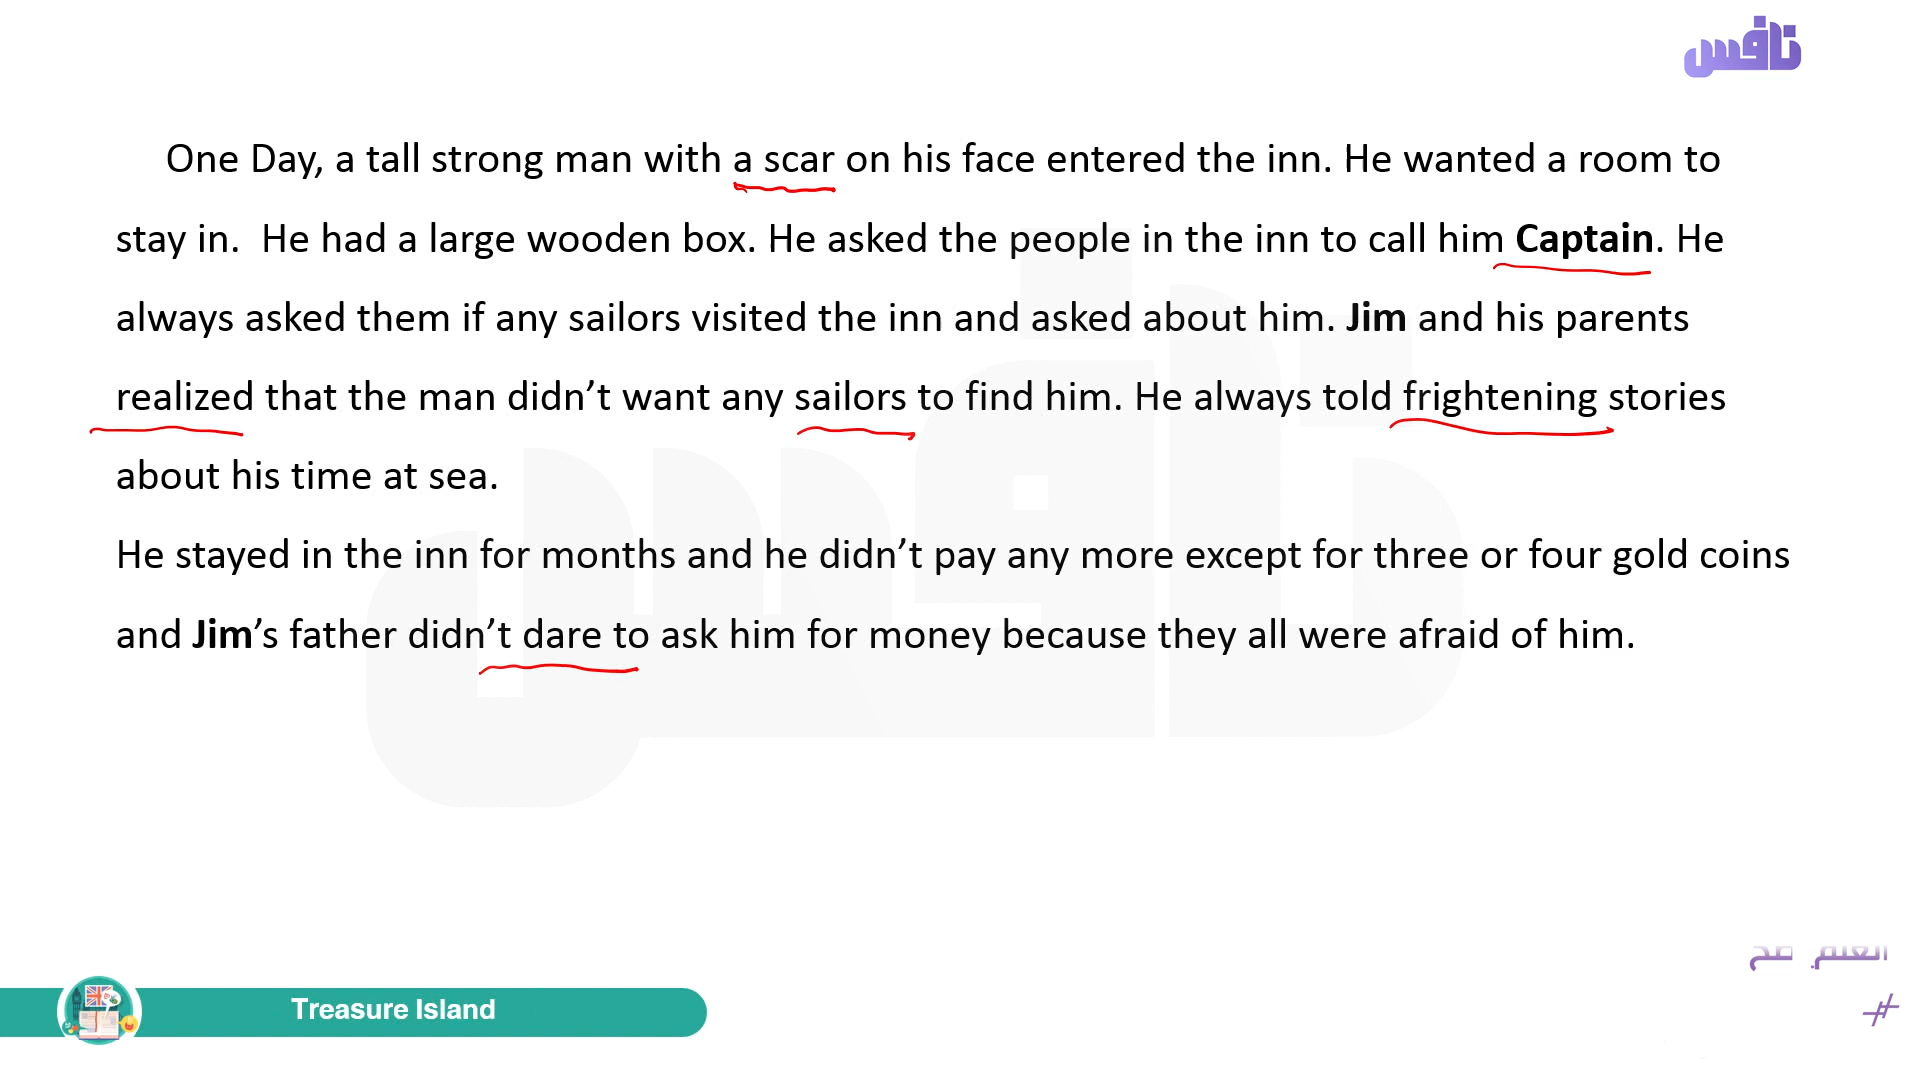 نافس
One Day, a tall strong man with a scar on his face entered the inn. He wanted a room to
stay in.  He had a large wooden box. He asked the people in the inn to call him Captain. He
always asked them if any sailors visited the inn and asked about him. Jim and his parents
realized that the man didn’t want any sailors to find him. He always told frightening stories
about his time at sea.
He stayed in the inn for months and he didn’t pay any more except for three or four gold coins
and Jim’s father didn’t dare to ask him for money because they all were afraid of him.
Treasure Island
#